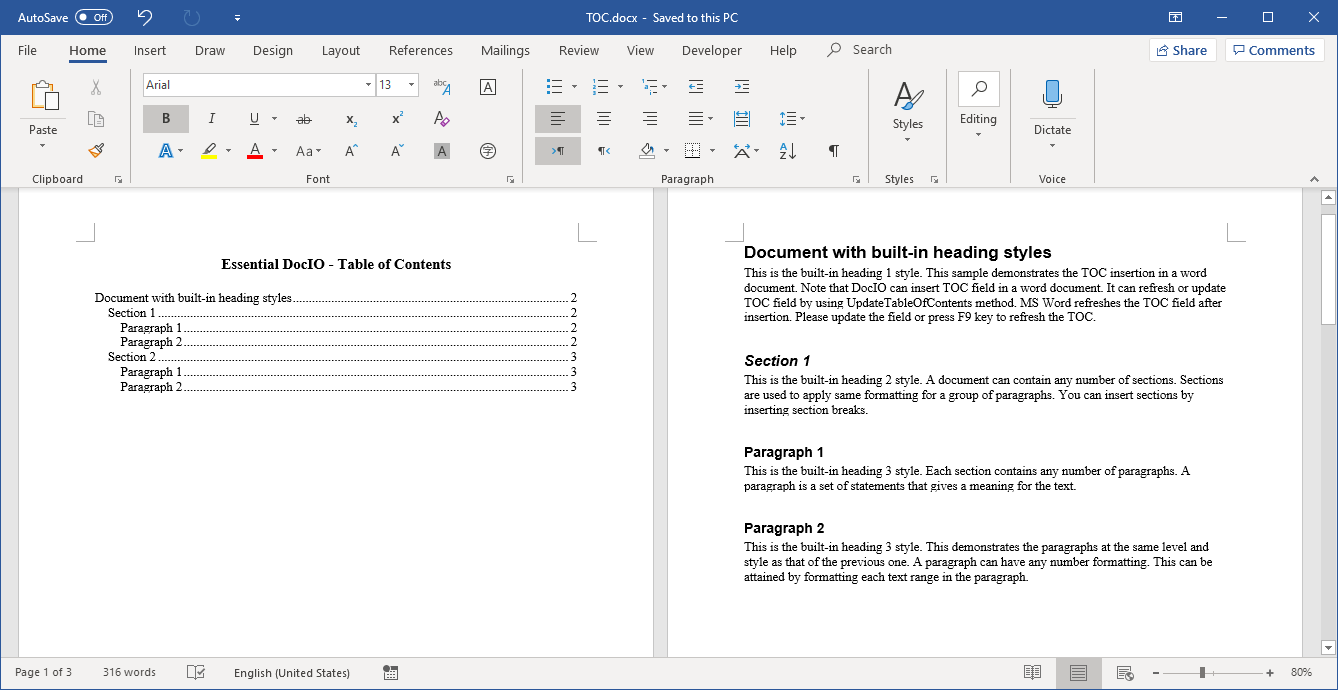 AutoSave Off TOC.docx - Saved to this PC
File Home Insert Draw Design Layout References Mailings Review View Developer Help Search Share Comments
Arial 13
Paste
Styles
Editing
Dictate
Clipboard Font Paragraph Styles Voice
Essential DocIO - Table of Contents
Document with built-in heading styles 2
Section 1 2
Paragraph 1 2
Paragraph 2 2
Section 2 3
Paragraph 1 3
Paragraph 2 3
Document with built-in heading styles
This is the built-in heading 1 style. This sample demonstrates the TOC insertion in a word
document. Note that DocIO can insert TOC field in a word document. It can refresh or update
TOC field by using UpdateTableOfContents method. MS Word refreshes the TOC field after
insertion. Please update the field or press F9 key to refresh the TOC.
Section 1
This is the built-in heading 2 style. A document can contain any number of sections. Sections
are used to apply same formatting for a group of paragraphs. You can insert sections by
inserting section breaks.
Paragraph 1
This is the built-in heading 3 style. Each section contains any number of paragraphs. A
paragraph is a set of statements that gives a meaning for the text.
Paragraph 2
This is the built-in heading 3 style. This demonstrates the paragraphs at the same level and
style as that of the previous one. A paragraph can have any number formatting. This can be
attained by formatting each text range in the paragraph.
Page 1 of 3 316 words English (United States) 80%